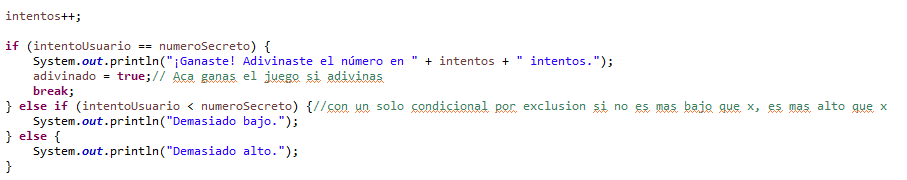 intentos++;
if (intentoUsuario == numeroSecreto) {
System.out.println("¡Ganaste! Adivinaste el número en " + intentos + " intentos.");
adivinado = true;// Aca ganas el juego si adivinas
break;
} else if (intentoUsuario < numeroSecreto) {//con un solo condicional por exclusion si no es mas bajo que x, es mas alto que x
System.out.println("Demasiado bajo.");
} else {
System.out.println("Demasiado alto.");
}